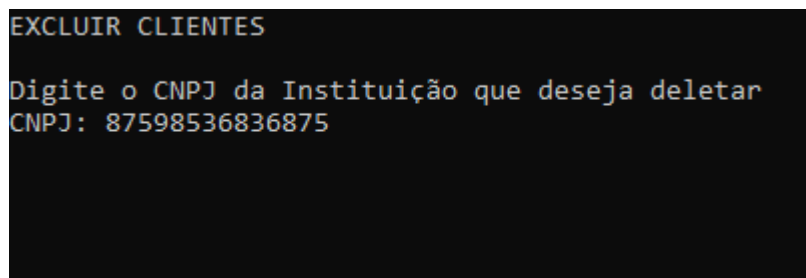 EXCLUIR CLIENTES
Digite o CNPJ da Instituição que deseja deletar
CNPJ: 87598536836875